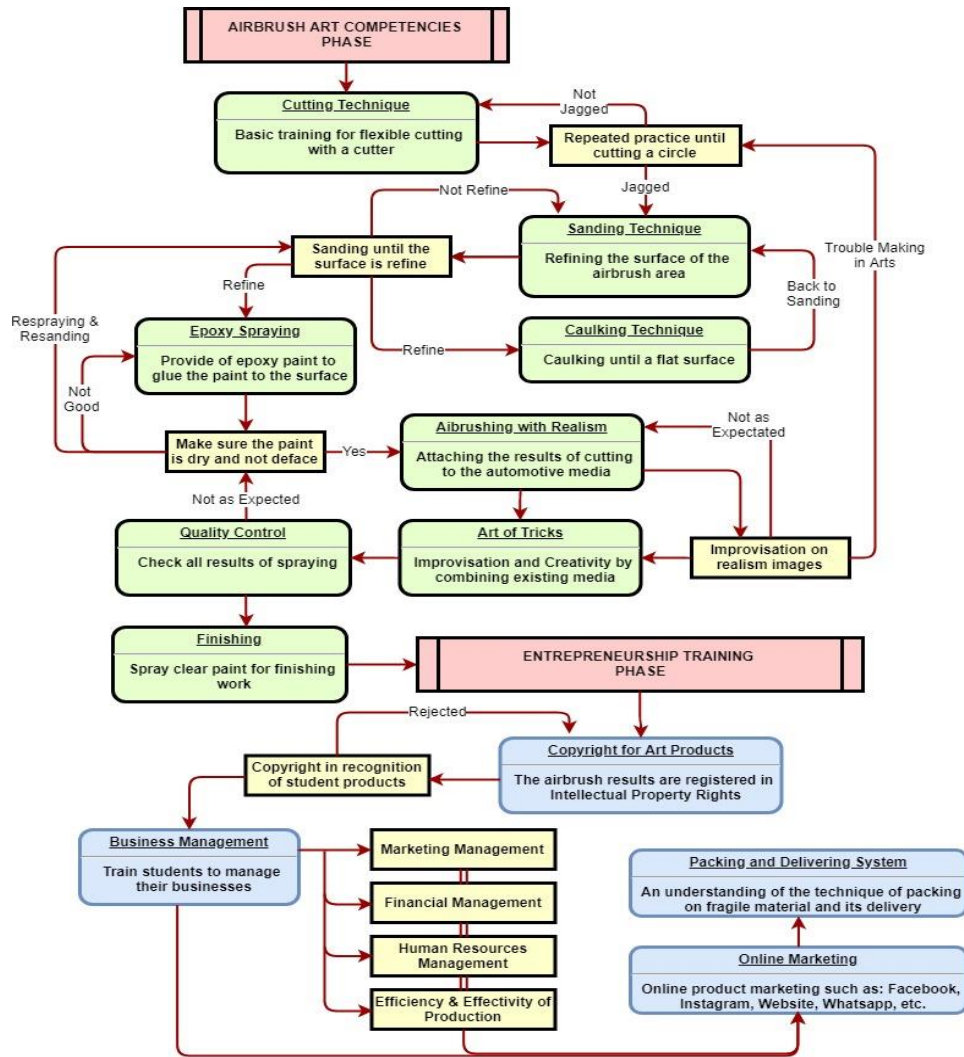 AIRBRUSH ART COMPETENCIES
PHASE
Cutting Technique
Basic training for flexible cutting
with a cutter
Not
Jagged
Repeated practice until
cutting a circle
Jagged
Not Refine
Sanding Technique
Refining the surface of the
airbrush area
Sanding until the
surface is refine
Trouble Making
in Arts
Back to
Sanding
Refine
Respraying &
Resanding
Epoxy Spraying
Provide of epoxy paint to
glue the paint to the surface
Refine
Caulking Technique
Caulking until a flat surface
Not
Good
Make sure the paint
is dry and not deface
Yes
Aibrushing with Realism
Attaching the results of cutting
to the automotive media
Not as
Expectated
Not as Expected
Quality Control
Check all results of spraying
Art of Tricks
Improvisation and Creativity by
combining existing media
Improvisation on
realism images
Finishing
Spray clear paint for finishing
work
ENTREPRENEURSHIP TRAINING
PHASE
Rejected
Copyright in recognition
of student products
Copyright for Art Products
The airbrush results are registered in
Intellectual Property Rights
Business Management
Train students to manage
their businesses
Marketing Management
Financial Management
Human Resources
Management
Efficiency & Effectivity of
Production
Packing and Delivering System
An understanding of the technique of packing
on fragile material and its delivery
Online Marketing
Online product marketing such as: Facebook,
Instagram, Website, Whatsapp, etc.